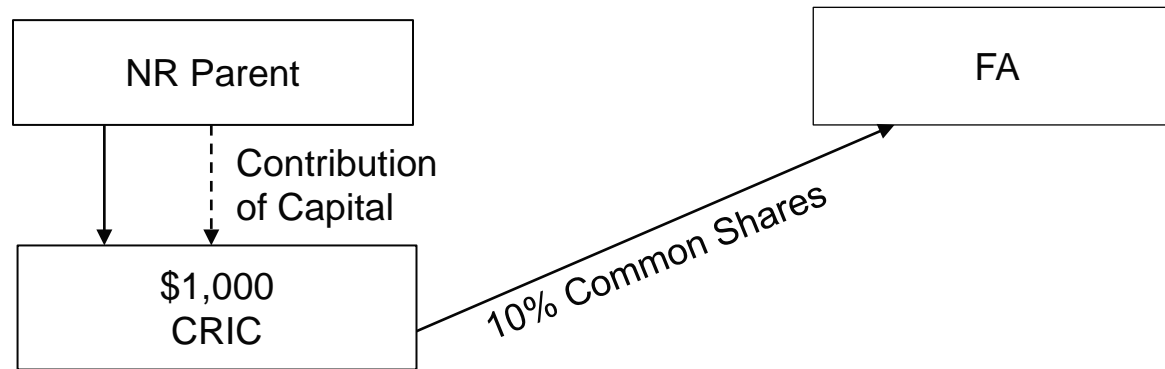 NR Parent
FA
Contribution
of Capital
10% Common Shares
$1,000
CRIC